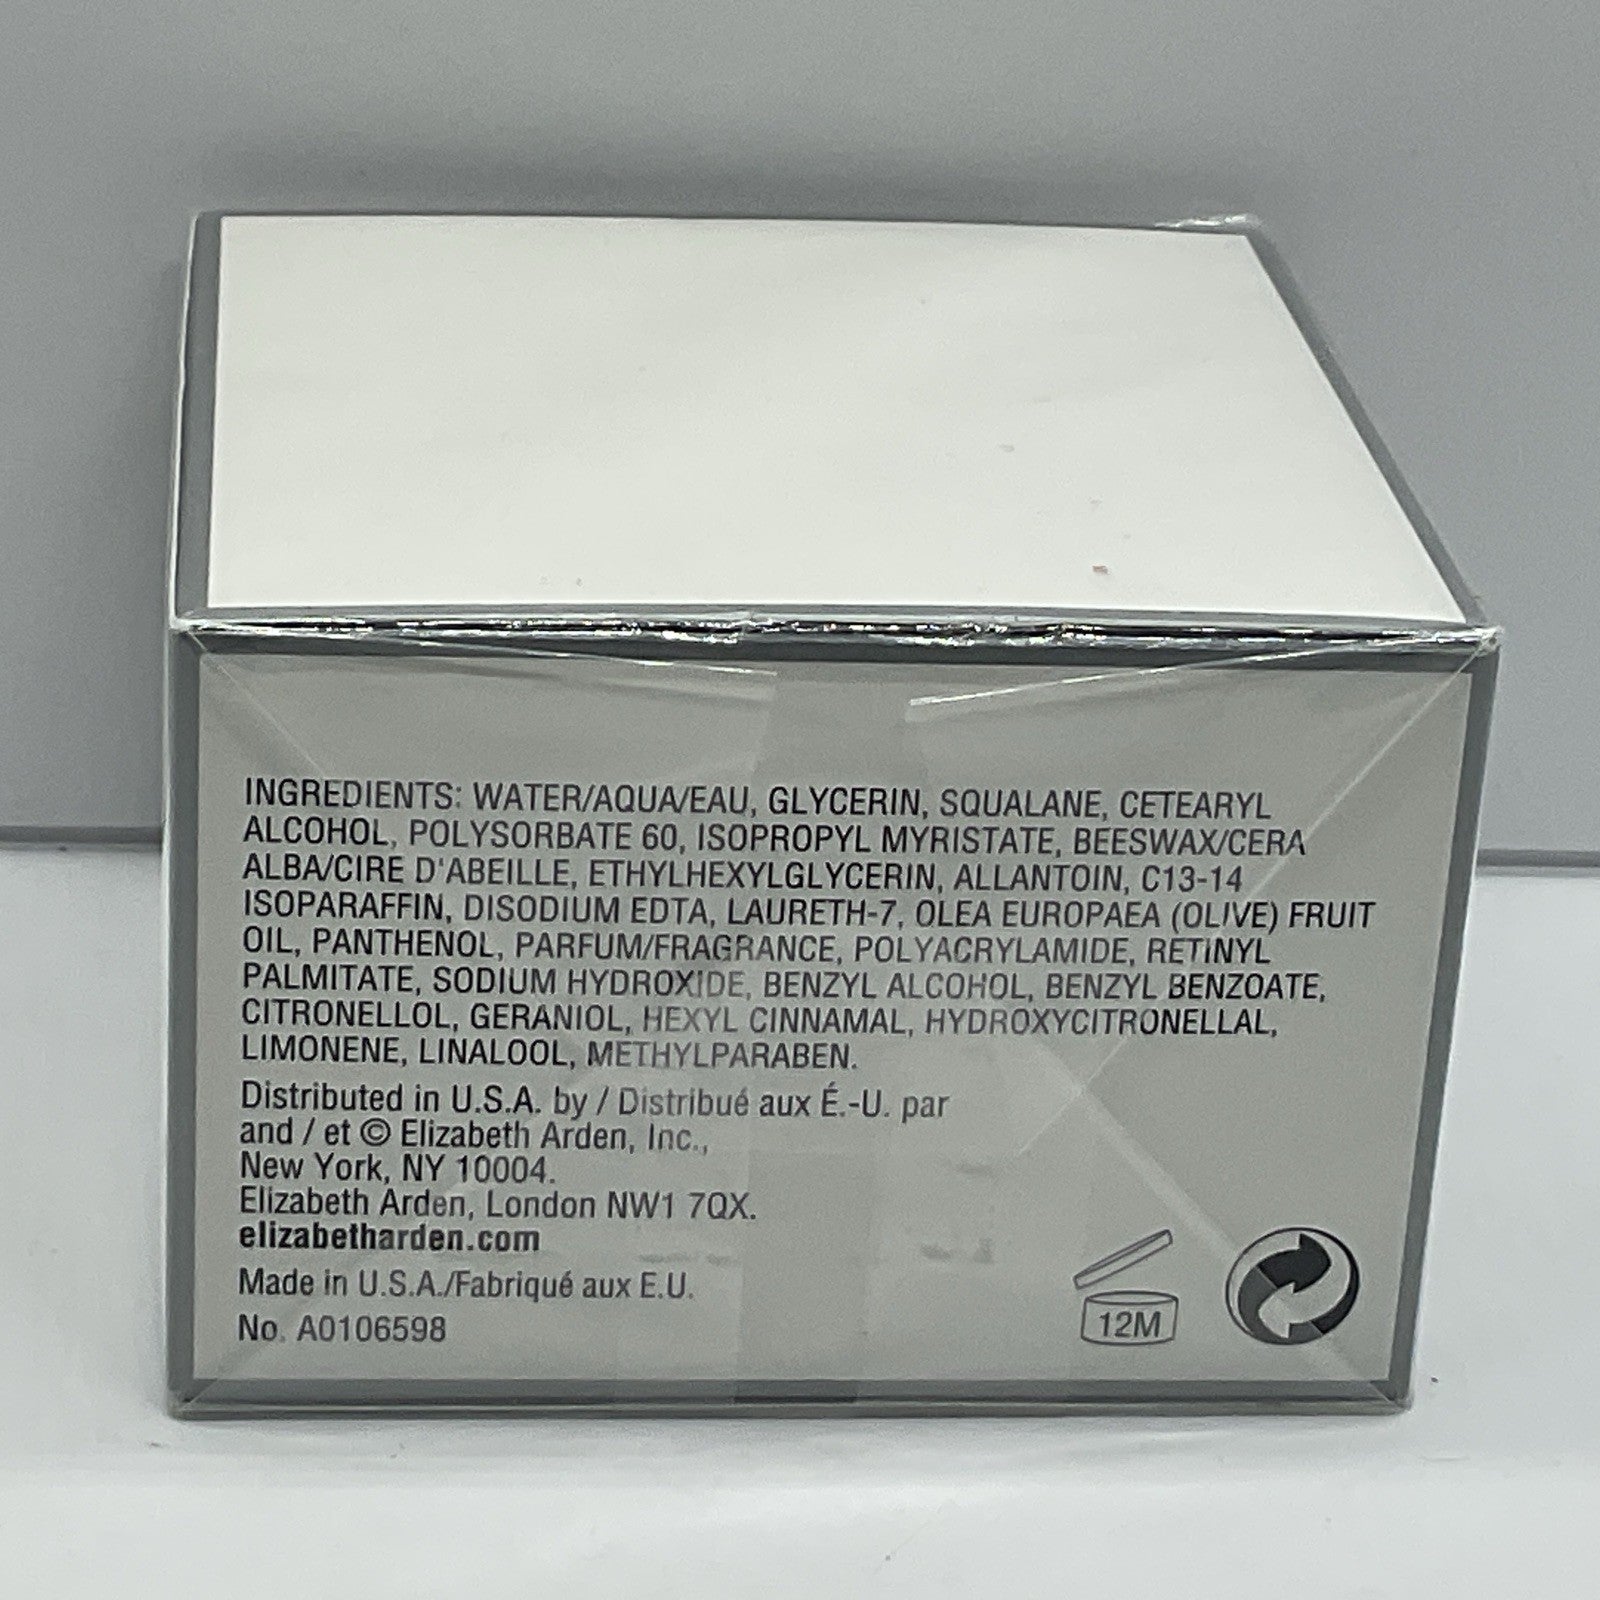 INGREDIENTS: WATER/AQUA/EAU, GLYCERIN, SQUALANE, CETEARYL
ALCOHOL, POLYSORBATE 60, ISOPROPYL MYRISTATE, BEESWAX/CERA
ALBA/CIRE D'ABEILLE, ETHYLHEXYLGLYCERIN, ALLANTOIN, C13-14
ISOPARAFFIN, DISODIUM EDTA, LAURETH-7, OLEA EUROPAEA (OLIVE) FRUIT
OIL, PANTHENOL, PARFUM/FRAGRANCE, POLYACRYLAMIDE, RETINYL
PALMITATE, SODIUM HYDROXIDE, BENZYL ALCOHOL, BENZYL BENZOATE,
CITRONELLOL, GERANIOL, HEXYL CINNAMAL, HYDROXYCITRONELLAL,
LIMONENE, LINALOOL, METHYLPARABEN.
Distributed in U.S.A. by / Distribué aux É.-U. par
and / et © Elizabeth Arden, Inc.,
New York, NY 10004.
Elizabeth Arden, London NW1 7QX.
elizabetharden.com
Made in U.S.A./Fabriqué aux E.U.
No. A0106598
12M